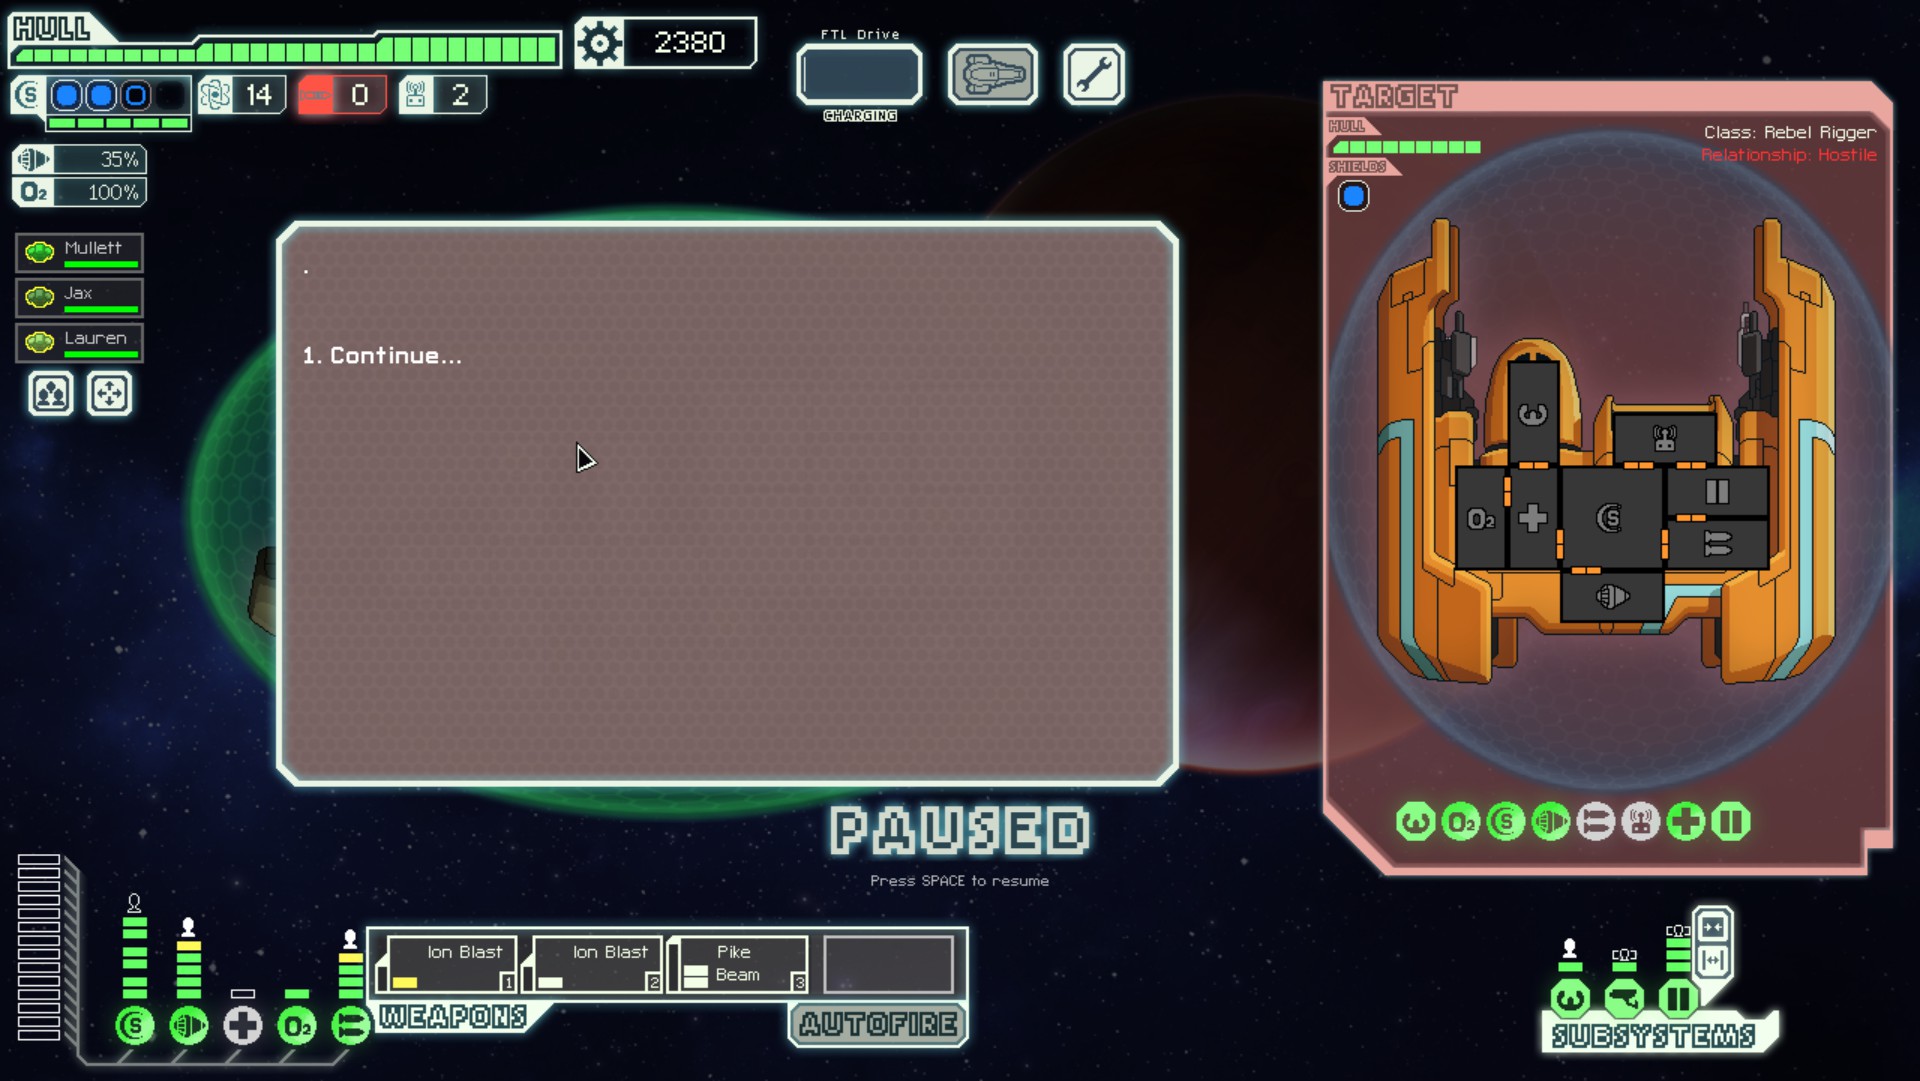 HULL
2380
FTL Drive
CHARGING
14
0
2
35%
O2
100%
Mullett
Jax
Lauren
.
1. Continue...
TARGET
HULL
Class: Rebel Rigger
Relationship: Hostile
SHIELDS
S
O2
S
O2
S
PAUSED
Press SPACE to resume
Ion Blast
1
Ion Blast
2
Pike
Beam
3
WEAPONS
AUTOFIRE
S
O2
SUBSYSTEMS